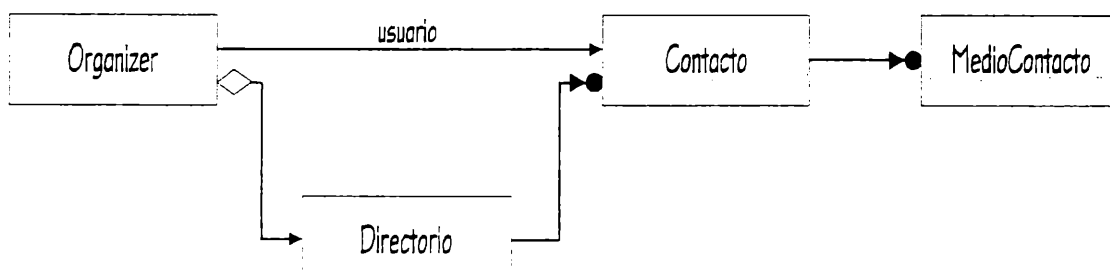 usuario
Organizer
Contacto
MedioContacto
Directorio